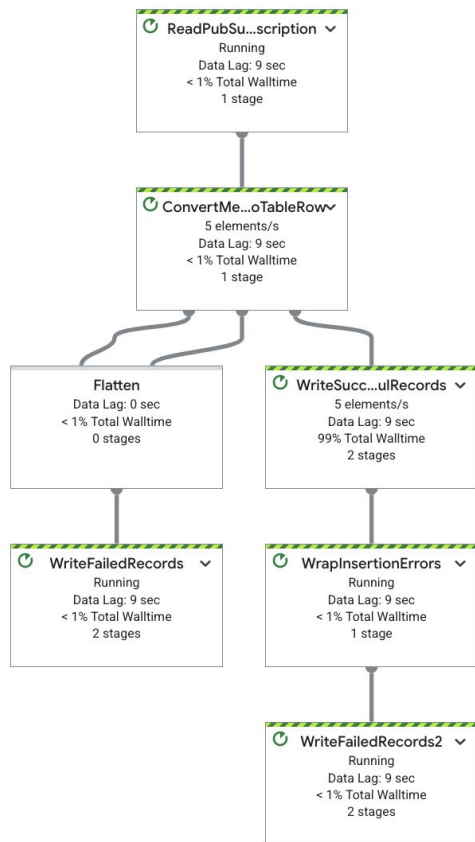 ReadPubSu...scription
Running
Data Lag: 9 sec
< 1% Total Walltime
1 stage
ConvertMe...oTableRow
5 elements/s
Data Lag: 9 sec
< 1% Total Walltime
1 stage
Flatten
Data Lag: 0 sec
< 1% Total Walltime
0 stages
WriteSucc...ulRecords
5 elements/s
Data Lag: 9 sec
99% Total Walltime
2 stages
WriteFailedRecords
Running
Data Lag: 9 sec
< 1% Total Walltime
2 stages
WrapInsertionErrors
Running
Data Lag: 9 sec
< 1% Total Walltime
1 stage
WriteFailedRecords2
Running
Data Lag: 9 sec
< 1% Total Walltime
2 stages